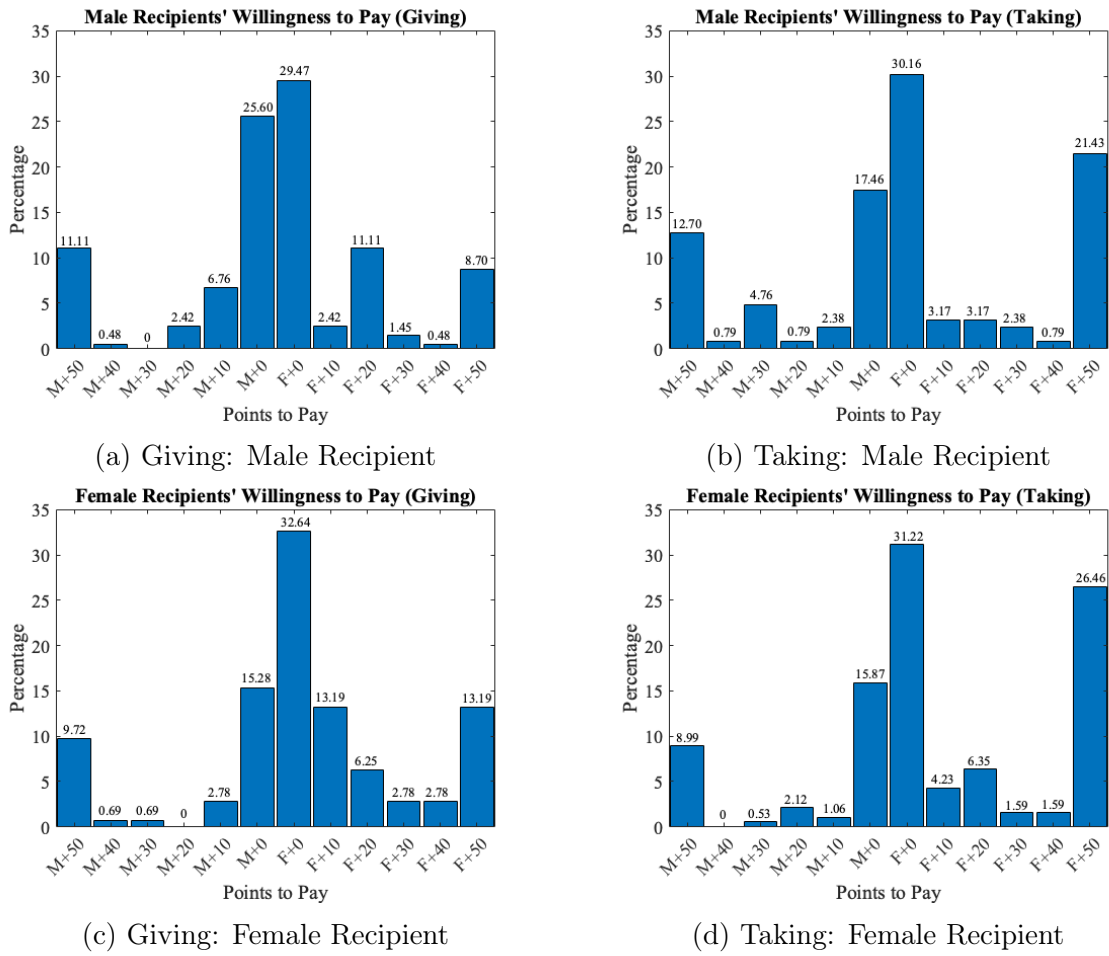 Male Recipients' Willingness to Pay (Giving)
35
30
25
20
15
10
5
0
Percentage
11.11
0.48
0
2.42
6.76
25.60
29.47
2.42
11.11
1.45
0.48
8.70
M+50
M+40
M+30
M+20
M+10
M+0
F+0
F+10
F+20
F+30
F+40
F+50
Points to Pay
(a) Giving: Male Recipient
Male Recipients' Willingness to Pay (Taking)
35
30
25
20
15
10
5
0
Percentage
12.70
0.79
4.76
0.79
2.38
17.46
30.16
3.17
3.17
2.38
0.79
21.43
M+50
M+40
M+30
M+20
M+10
M+0
F+0
F+10
F+20
F+30
F+40
F+50
Points to Pay
(b) Taking: Male Recipient
Female Recipients' Willingness to Pay (Giving)
35
30
25
20
15
10
5
0
Percentage
9.72
0.69
0.69
0
2.78
15.28
32.64
13.19
6.25
2.78
2.78
13.19
M+50
M+40
M+30
M+20
M+10
M+0
F+0
F+10
F+20
F+30
F+40
F+50
Points to Pay
(c) Giving: Female Recipient
Female Recipients' Willingness to Pay (Taking)
35
30
25
20
15
10
5
0
Percentage
8.99
0
0.53
2.12
1.06
15.87
31.22
4.23
6.35
1.59
1.59
26.46
M+50
M+40
M+30
M+20
M+10
M+0
F+0
F+10
F+20
F+30
F+40
F+50
Points to Pay
(d) Taking: Female Recipient